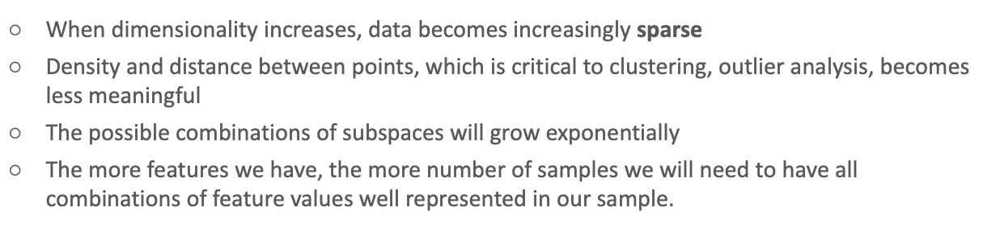 ○ When dimensionality increases, data becomes increasingly sparse
○ Density and distance between points, which is critical to clustering, outlier analysis, becomes
less meaningful
○ The possible combinations of subspaces will grow exponentially
○ The more features we have, the more number of samples we will need to have all
combinations of feature values well represented in our sample.